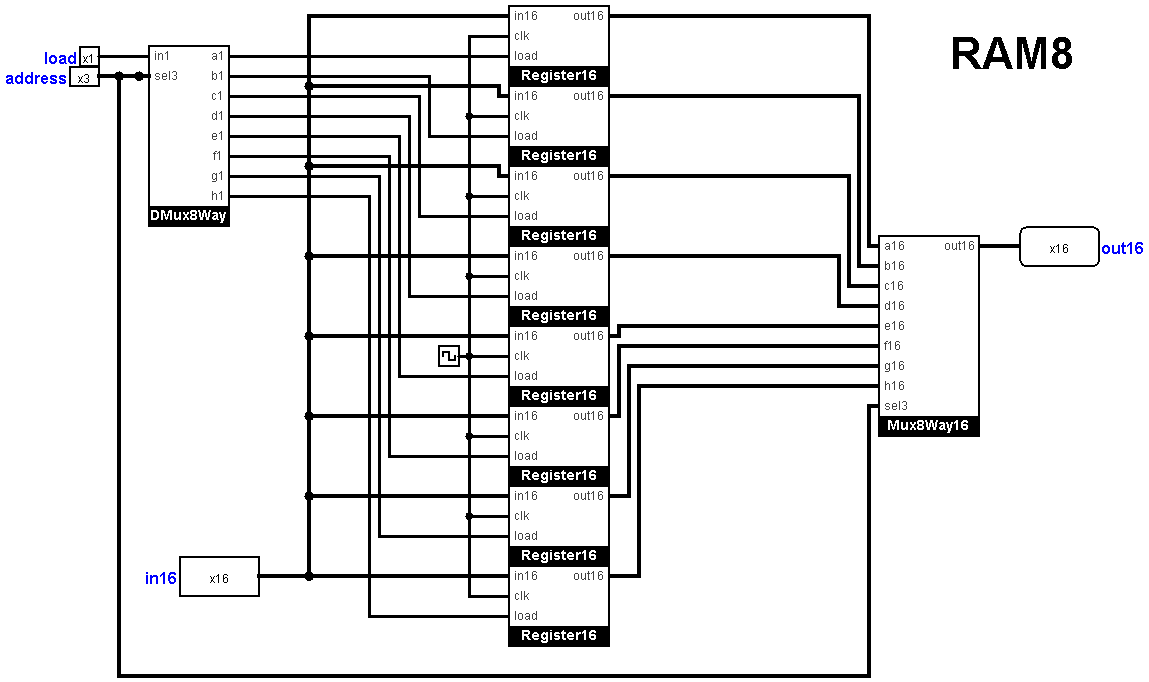 RAM8
load x1
address x3
in1 a1
sel3 b1
c1
d1
e1
f1
g1
h1
DMux8Way
in16 x16
in16 out16
clk
load
Register16
in16 out16
clk
load
Register16
in16 out16
clk
load
Register16
in16 out16
clk
load
Register16
in16 out16
clk
load
Register16
in16 out16
clk
load
Register16
in16 out16
clk
load
Register16
in16 out16
clk
load
Register16
a16 out16
b16
c16
d16
e16
f16
g16
h16
sel3
Mux8Way16
x16 out16